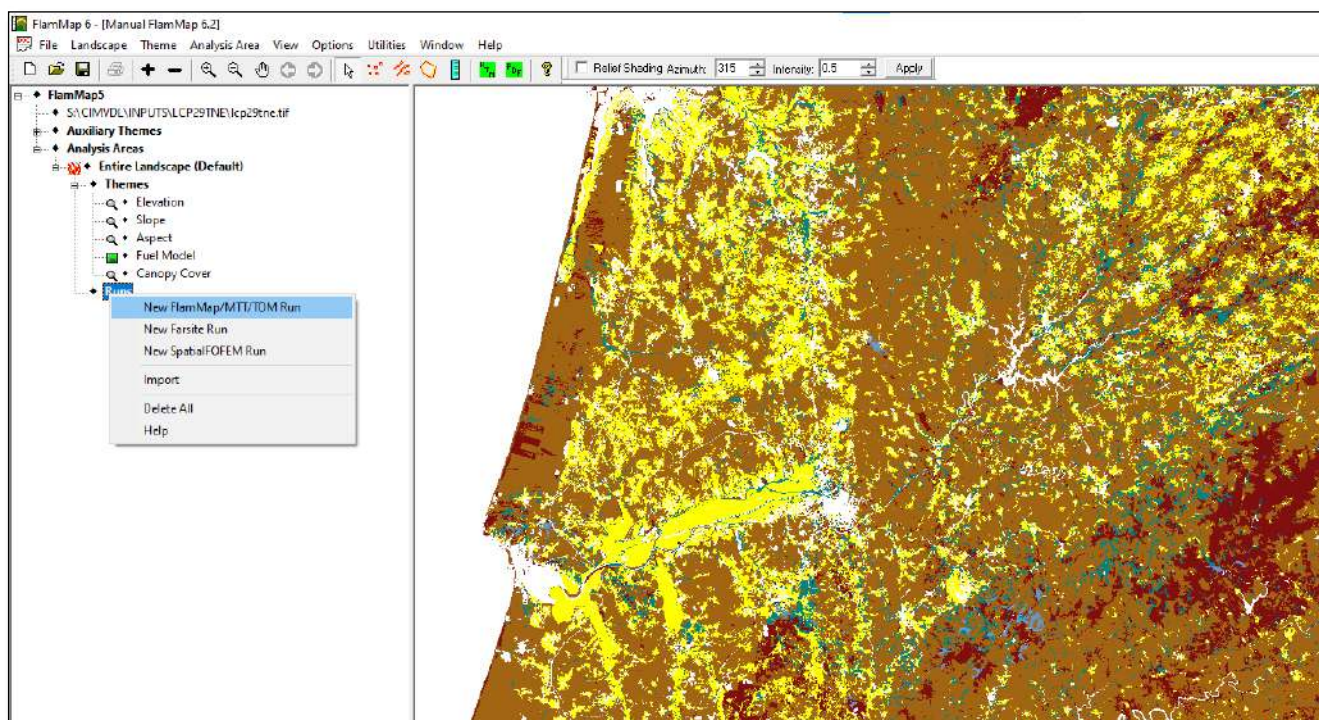 FlamMap 6 - [Manual FlamMap 6.2]
File Landscape Theme Analysis Area View Options Utilities Window Help
Relief Shading Azimuth: 315 Intensity: 0.5 Apply
FlamMap5
S:\CIMVDL\INPUTS\LCP29TNE\lcp29tne.tif
Auxiliary Themes
Analysis Areas
Entire Landscape (Default)
Themes
Elevation
Slope
Aspect
Fuel Model
Canopy Cover
Runs
New FlamMap/MTT/TOM Run
New Farsite Run
New SpatialFOFEM Run
Import
Delete All
Help